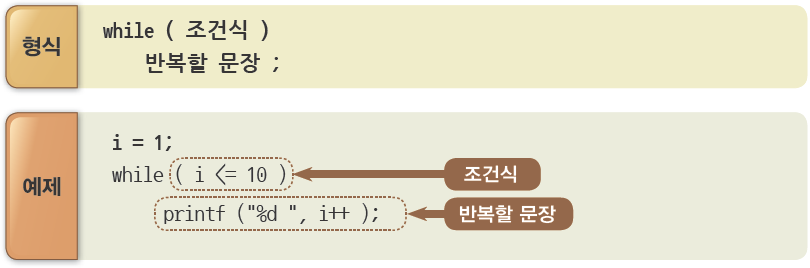 형식
while ( 조건식 )
반복할 문장 ;
예제
i = 1;
while ( i <= 10 ) 조건식
printf ("%d ", i++ ); 반복할 문장